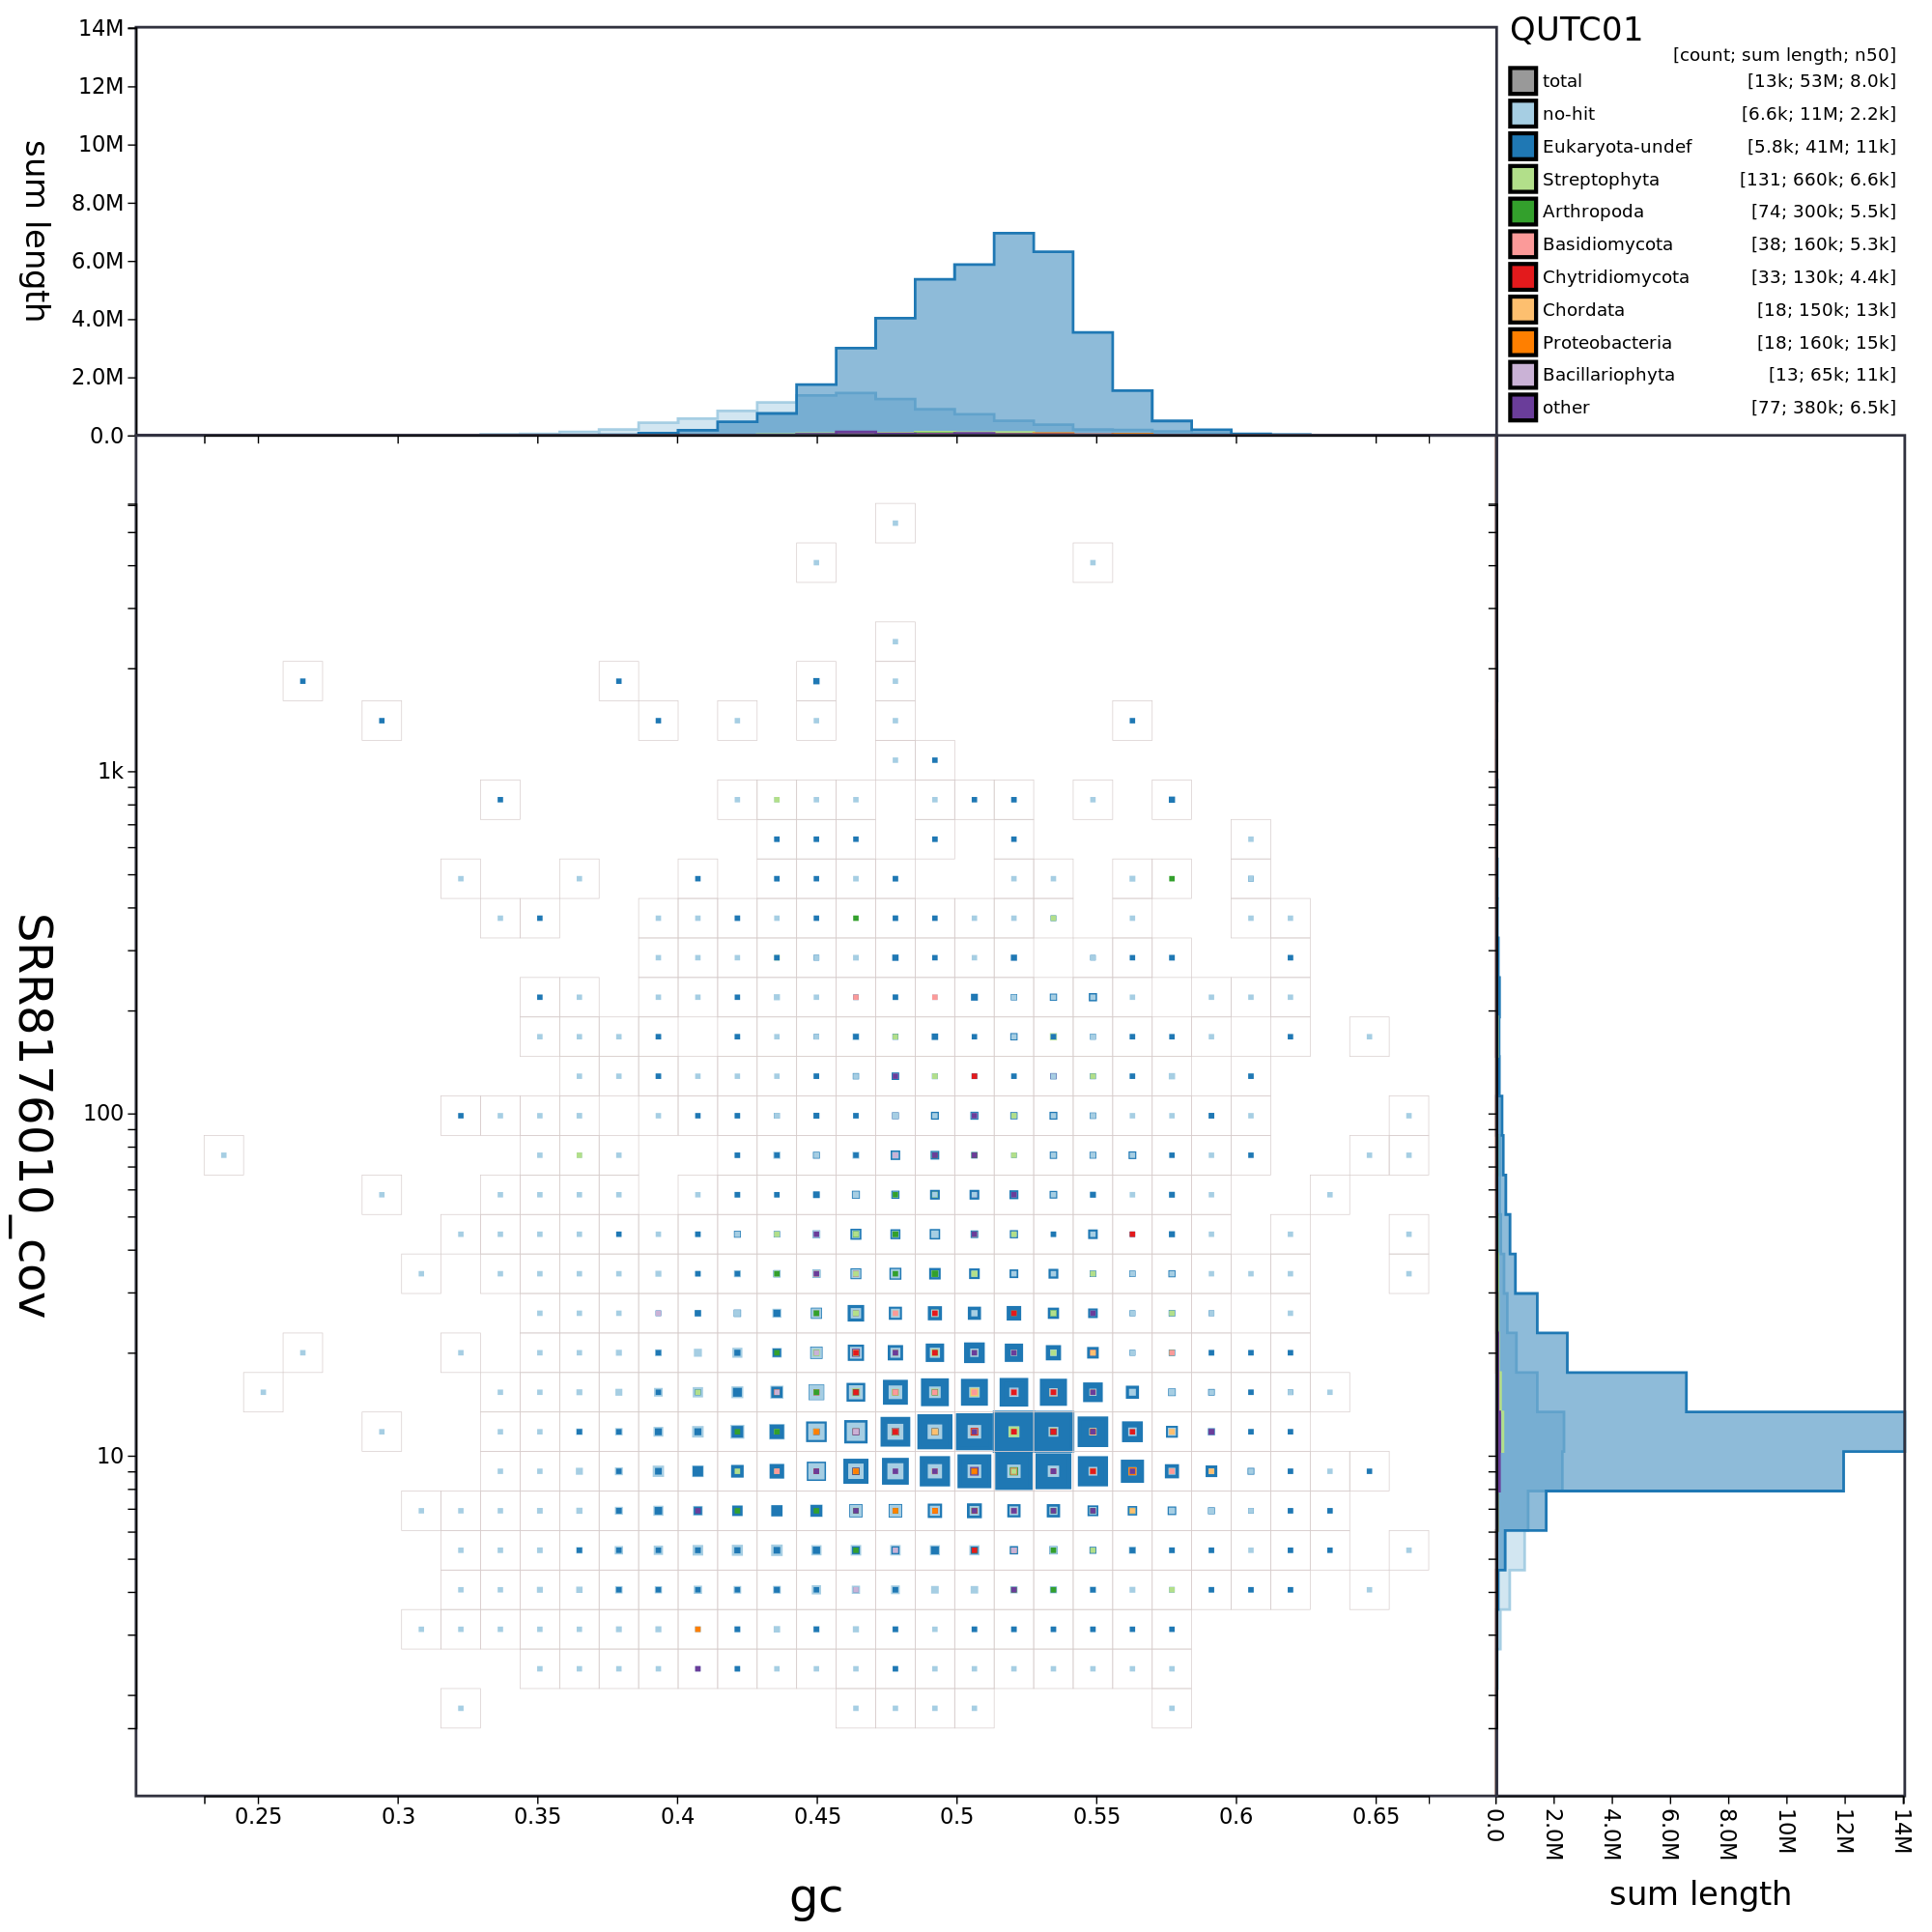 QUTC01
[count; sum length; n50]
total [13k; 53M; 8.0k]
no-hit [6.6k; 11M; 2.2k]
Eukaryota-undef [5.8k; 41M; 11k]
Streptophyta [131; 660k; 6.6k]
Arthropoda [74; 300k; 5.5k]
Basidiomycota [38; 160k; 5.3k]
Chytridiomycota [33; 130k; 4.4k]
Chordata [18; 150k; 13k]
Proteobacteria [18; 160k; 15k]
Bacillariophyta [13; 65k; 11k]
other [77; 380k; 6.5k]
14M
12M
10M
8.0M
6.0M
4.0M
2.0M
0.0
sum length
1k
100
10
SRR8176010_cov
0.25 0.3 0.35 0.4 0.45 0.5 0.55 0.6 0.65
gc
0.0 2.0M 4.0M 6.0M 8.0M 10M 12M 14M
sum length